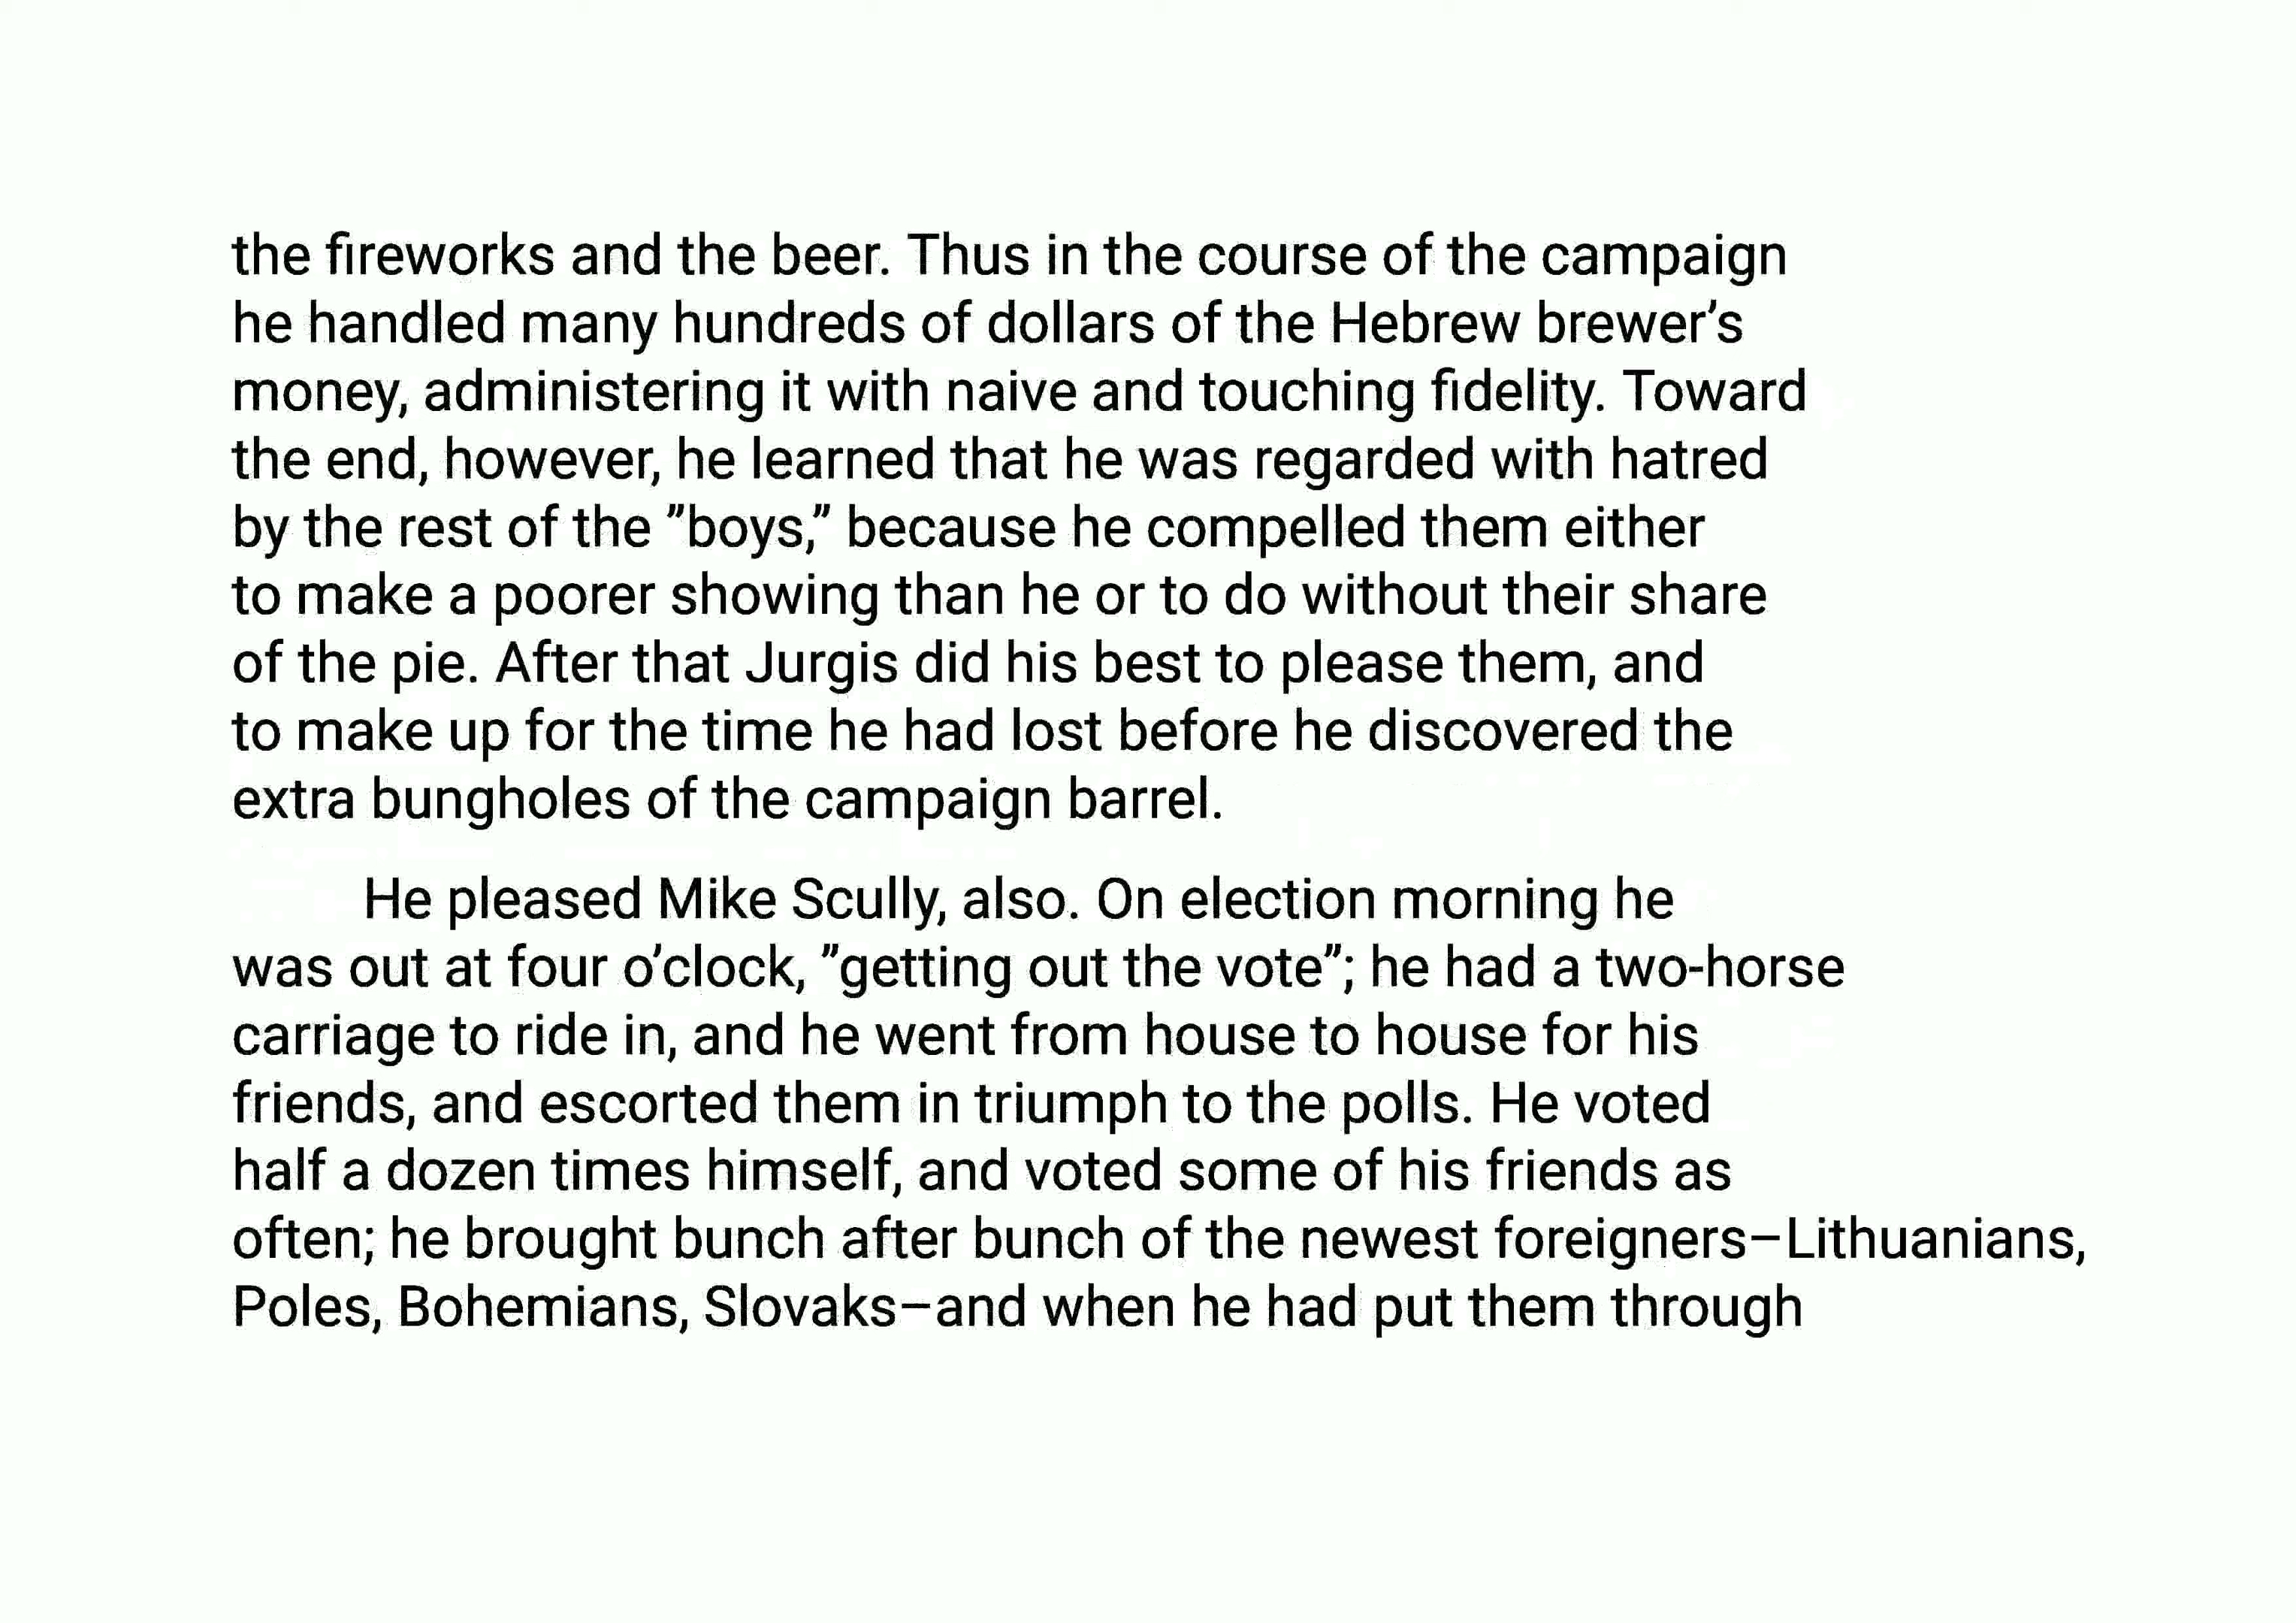 the fireworks and the beer. Thus in the course of the campaign
he handled many hundreds of dollars of the Hebrew brewer’s
money, administering it with naive and touching fidelity. Toward
the end, however, he learned that he was regarded with hatred
by the rest of the ”boys,” because he compelled them either
to make a poorer showing than he or to do without their share
of the pie. After that Jurgis did his best to please them, and
to make up for the time he had lost before he discovered the
extra bungholes of the campaign barrel.
He pleased Mike Scully, also. On election morning he
was out at four o’clock, ”getting out the vote”; he had a two-horse
carriage to ride in, and he went from house to house for his
friends, and escorted them in triumph to the polls. He voted
half a dozen times himself, and voted some of his friends as
often; he brought bunch after bunch of the newest foreigners–Lithuanians,
Poles, Bohemians, Slovaks–and when he had put them through